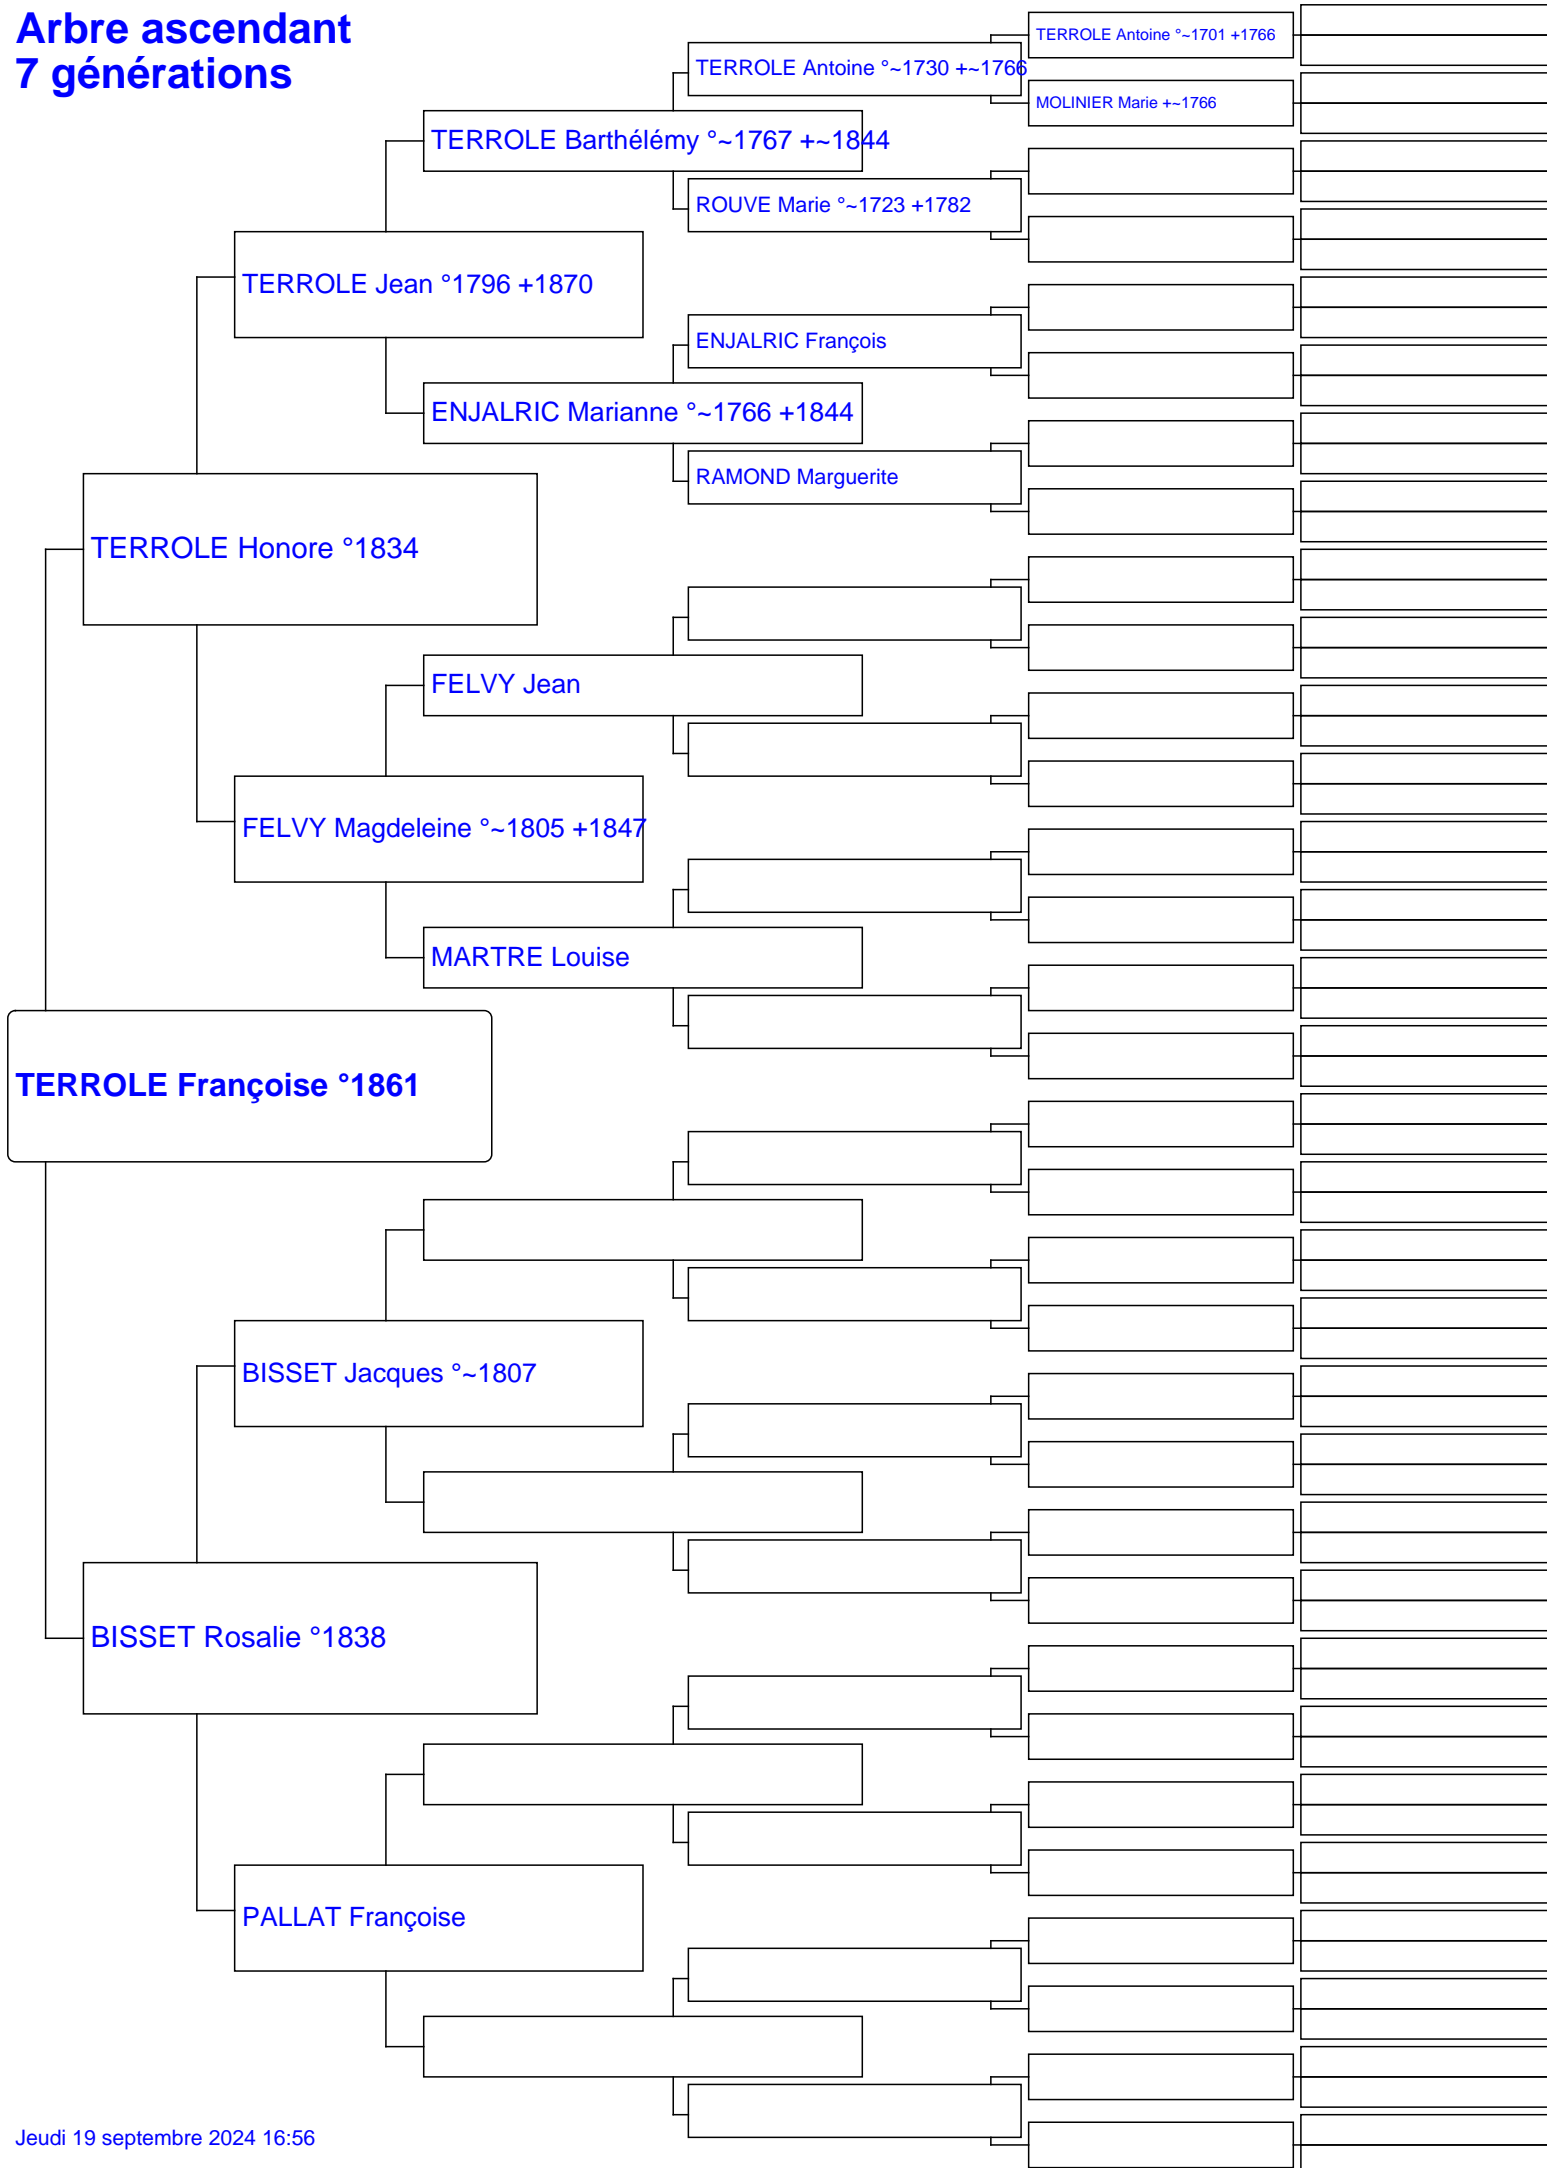 Arbre ascendant
7 générations
TERROLE Antoine °~1701 +1766
TERROLE Antoine °~1730 +~1766
MOLINIER Marie +~1766
TERROLE Barthélémy °~1767 +~1844
ROUVE Marie °~1723 +1782
TERROLE Jean °1796 +1870
ENJALRIC François
ENJALRIC Marianne °~1766 +1844
RAMOND Marguerite
TERROLE Honore °1834
FELVY Jean
FELVY Magdeleine °~1805 +1847
MARTRE Louise
TERROLE Françoise °1861
BISSET Jacques °~1807
BISSET Rosalie °1838
PALLAT Françoise
Jeudi 19 septembre 2024 16:56